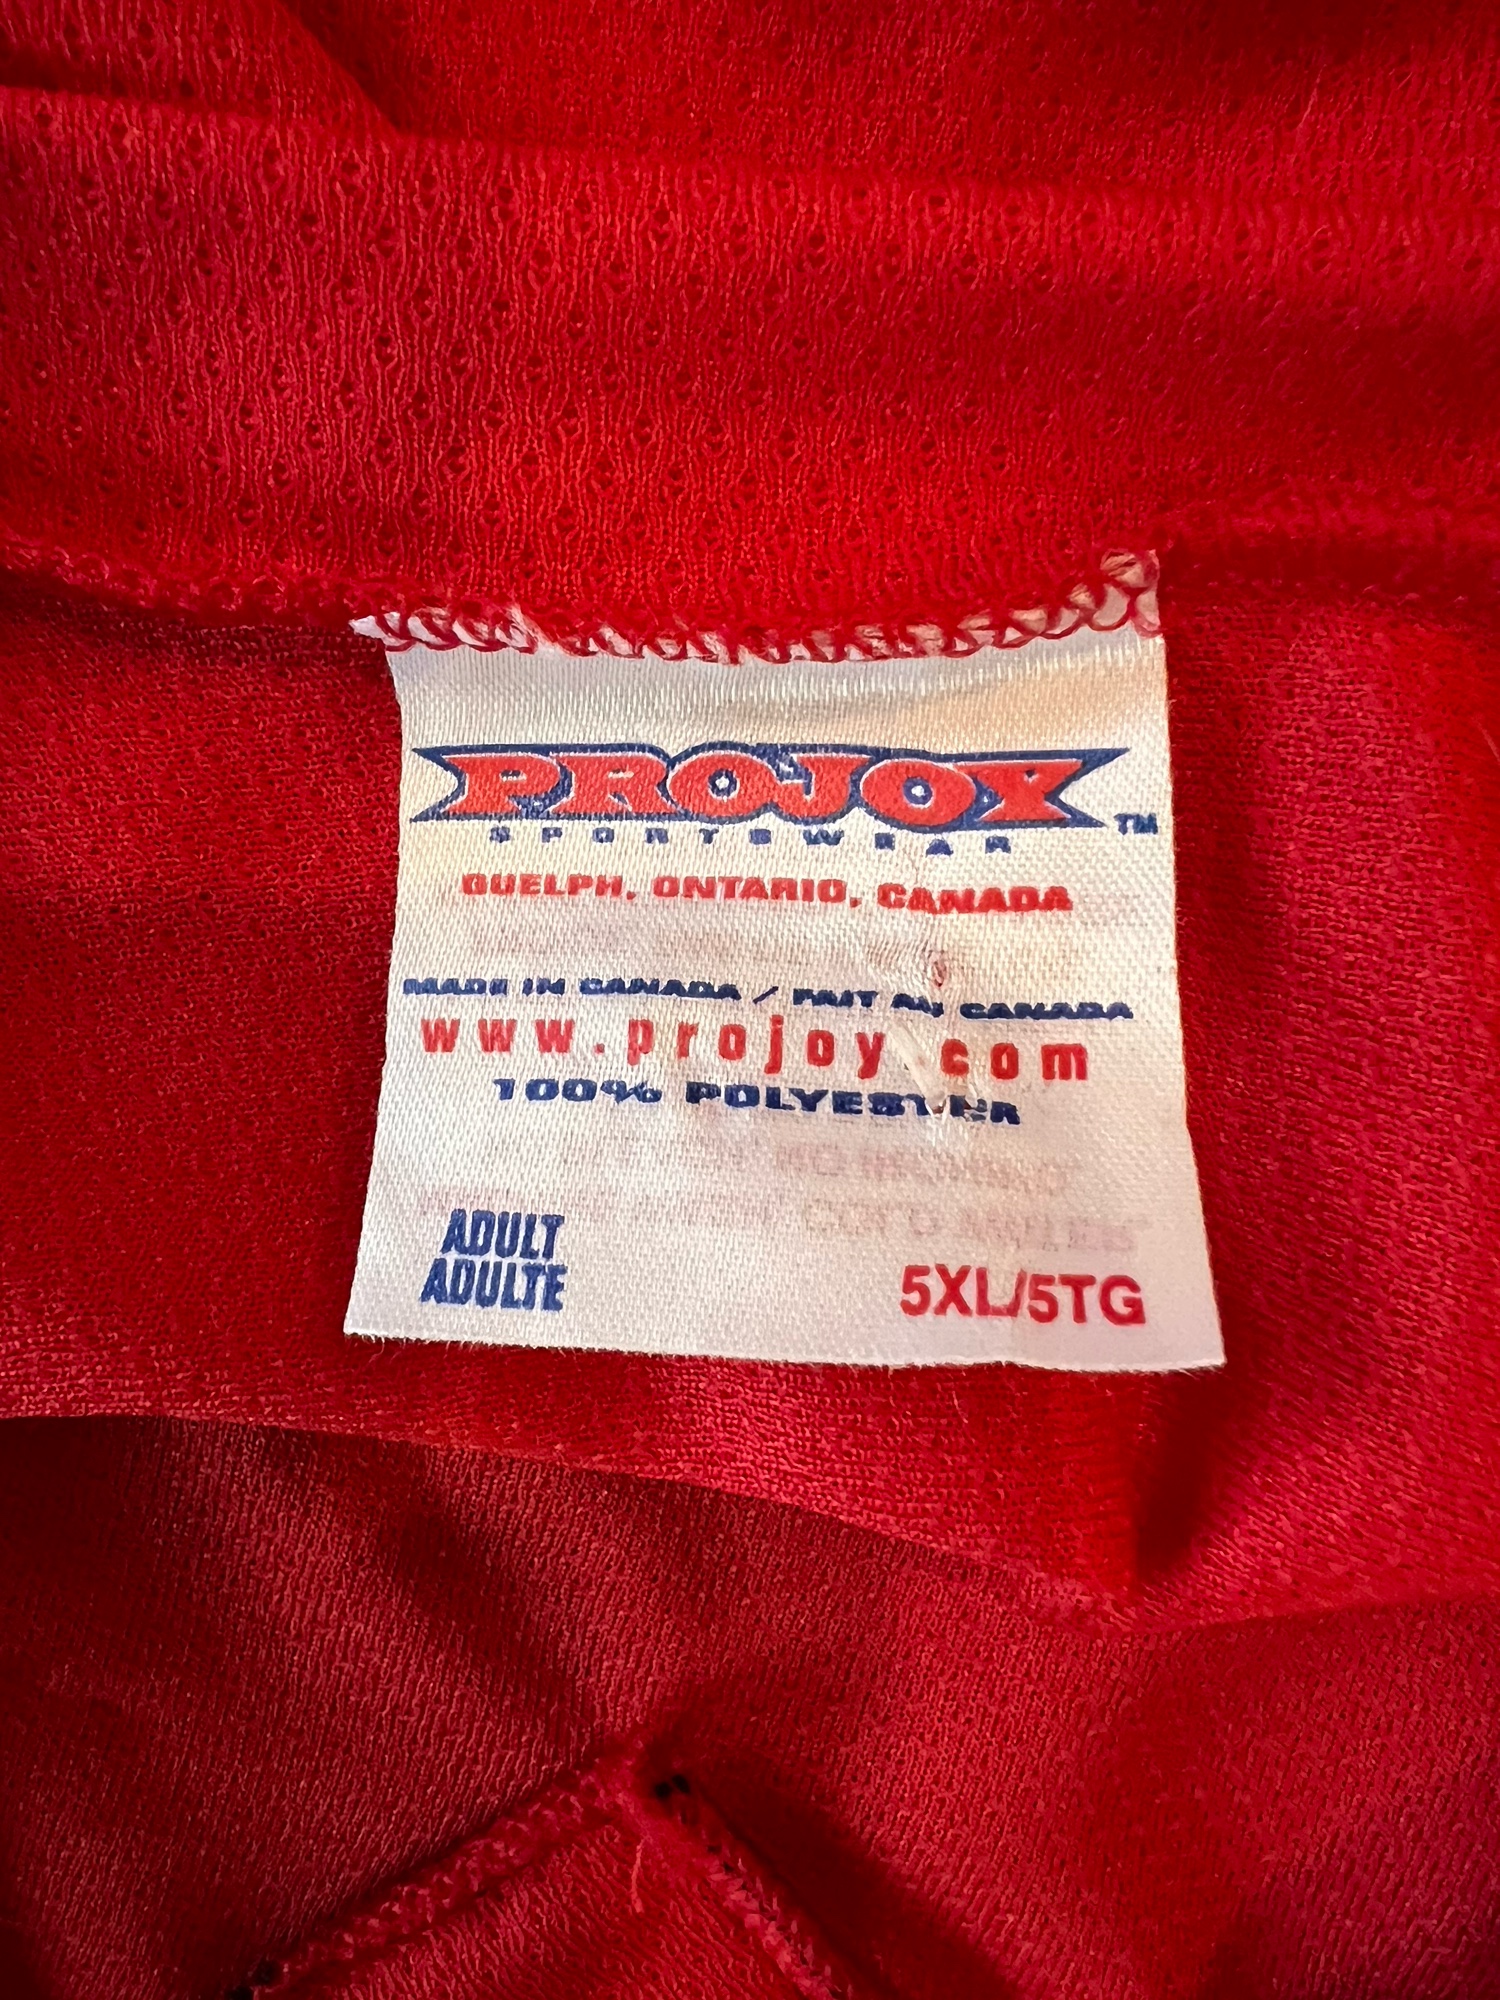 PROJOY
SPORTSWEAR ™
GUELPH, ONTARIO, CANADA
MADE IN CANADA / FAIT AU CANADA
www.projoy.com
100% POLYESTER
ADULT
ADULTE
5XL/5TG